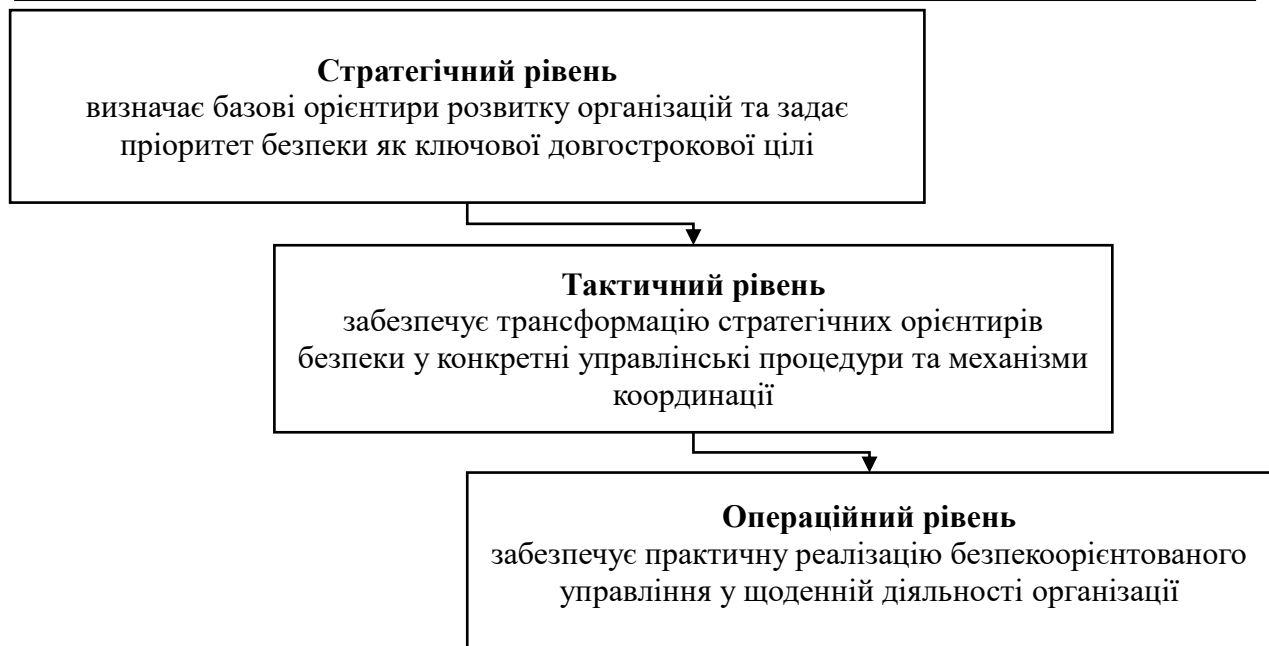 Стратегічний рівень
визначає базові орієнтири розвитку організацій та задає
пріоритет безпеки як ключової довгострокової цілі
Тактичний рівень
забезпечує трансформацію стратегічних орієнтирів
безпеки у конкретні управлінські процедури та механізми
координації
Операційний рівень
забезпечує практичну реалізацію безпекоорієнтованого
управління у щоденній діяльності організації